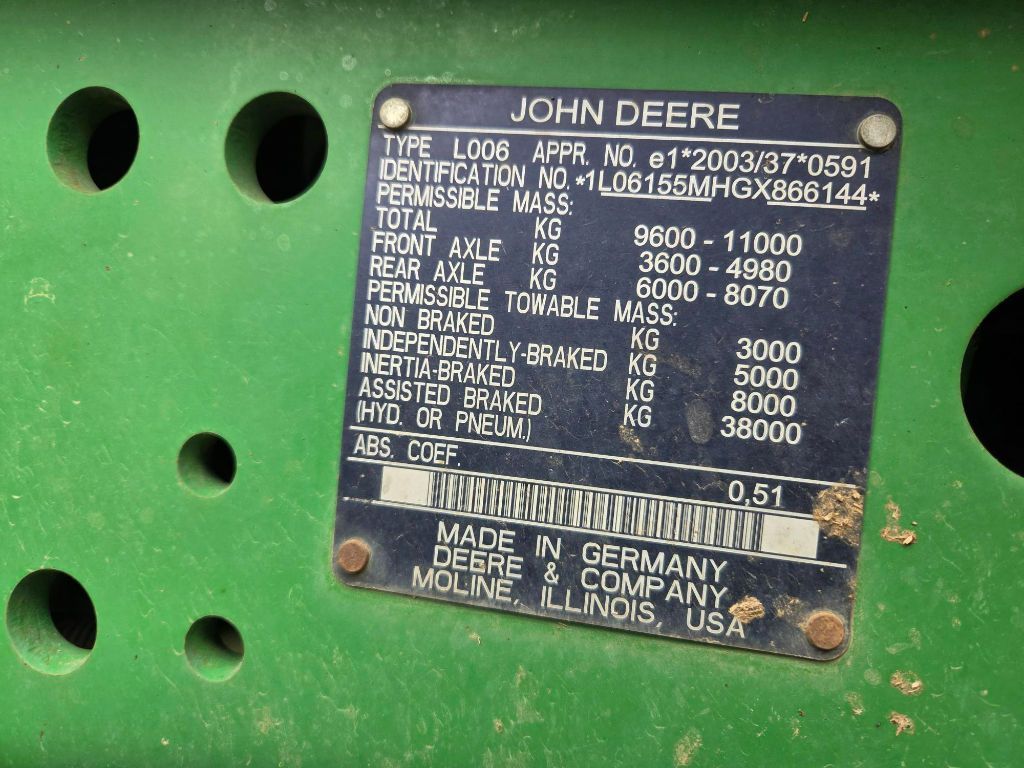 JOHN DEERE
TYPE L006 APPR. NO. e1*2003/37*0591
IDENTIFICATION NO. *1L06155MHGX866144*
PERMISSIBLE MASS:
TOTAL KG 9600 - 11000
FRONT AXLE KG 3600 - 4980
REAR AXLE KG 6000 - 8070
PERMISSIBLE TOWABLE MASS:
NON BRAKED KG 3000
INDEPENDENTLY-BRAKED KG 5000
INERTIA-BRAKED KG 8000
ASSISTED BRAKED KG 38000
(HYD. OR PNEUM.)
ABS. COEF. 0,51
MADE IN GERMANY
DEERE & COMPANY
MOLINE, ILLINOIS, USA